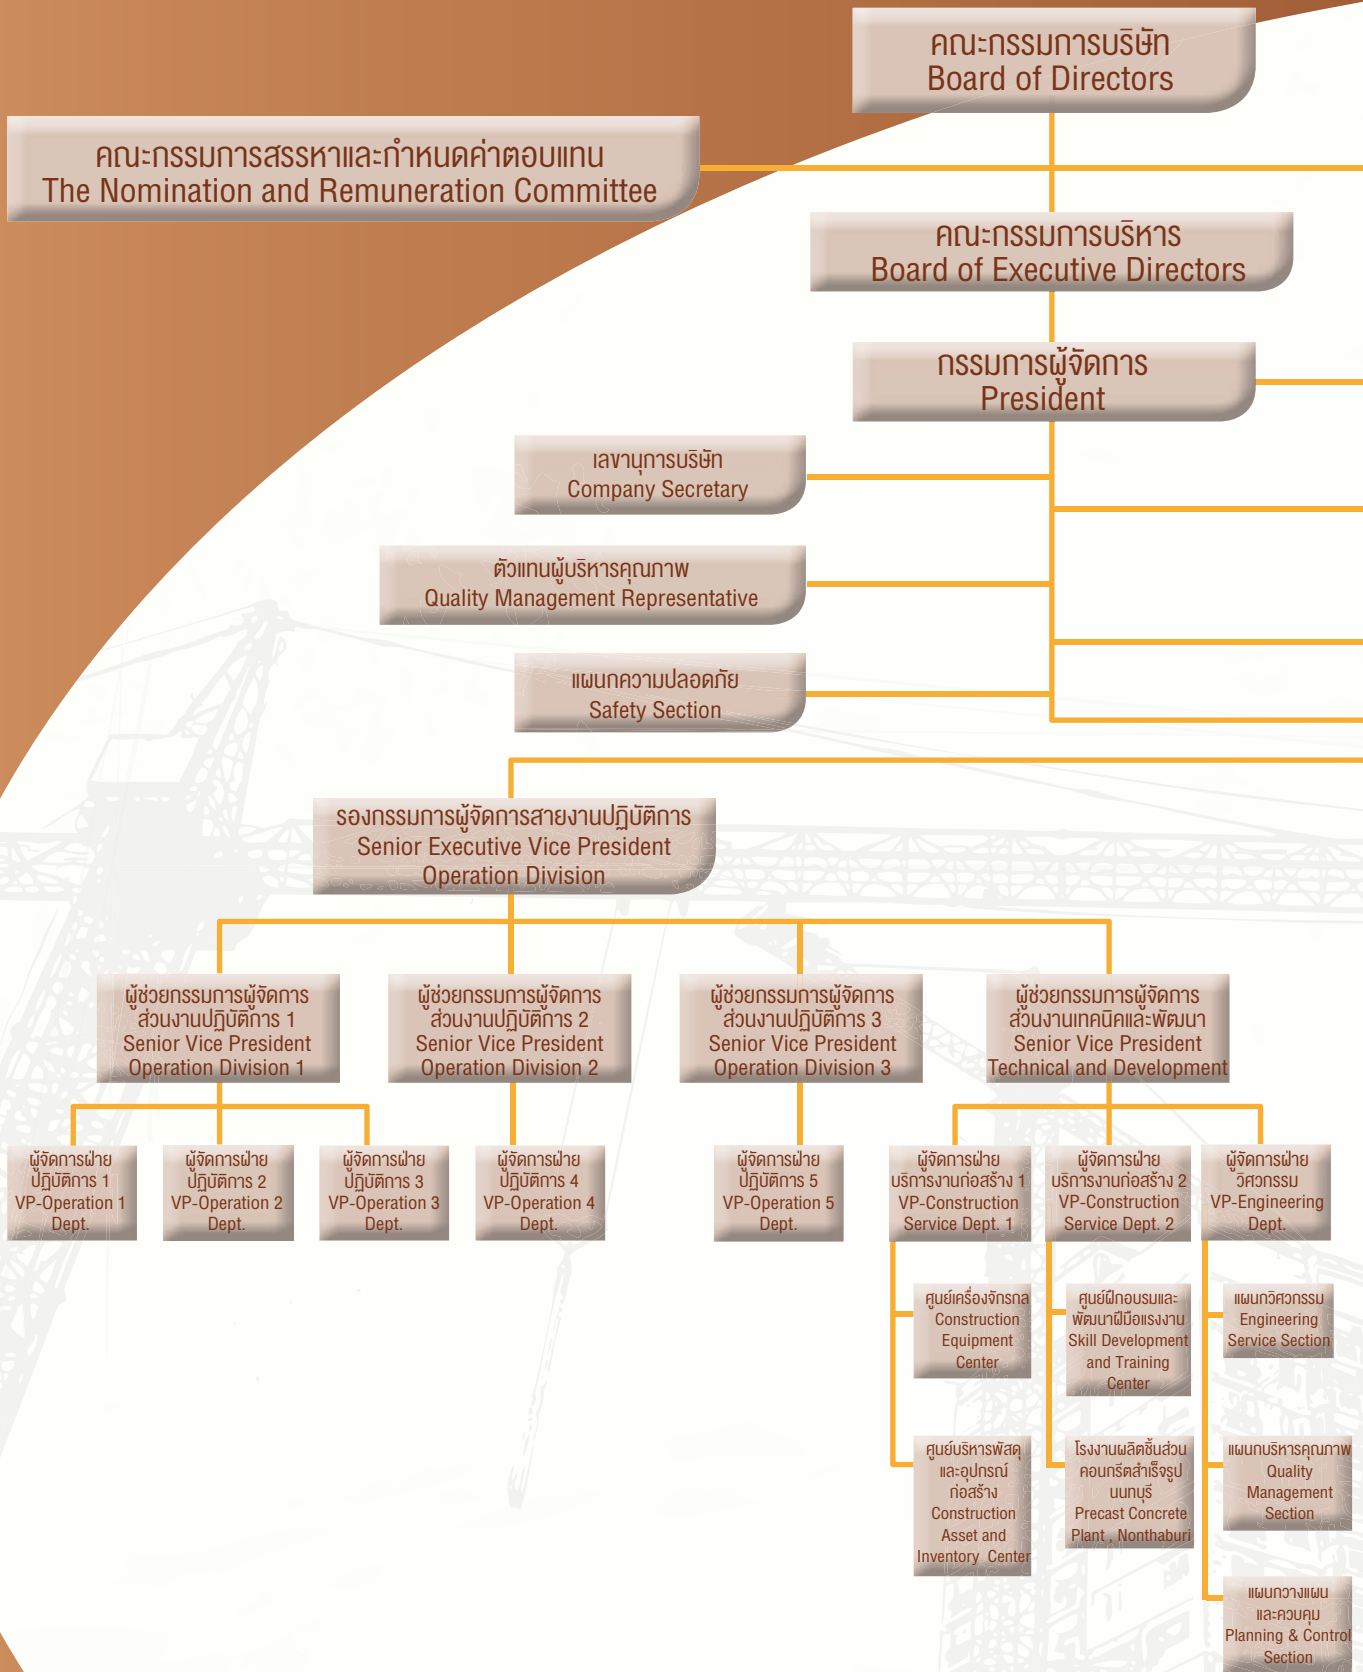 คณะกรรมการบริษัท
Board of Directors
คณะกรรมการสรรหาและกำหนดค่าตอบแทน
The Nomination and Remuneration Committee
คณะกรรมการบริหาร
Board of Executive Directors
กรรมการผู้จัดการ
President
เลขานุการบริษัท
Company Secretary
ตัวแทนผู้บริหารคุณภาพ
Quality Management Representative
แผนกความปลอดภัย
Safety Section
รองกรรมการผู้จัดการสายงานปฏิบัติการ
Senior Executive Vice President
Operation Division
ผู้ช่วยกรรมการผู้จัดการ
ส่วนงานปฏิบัติการ 1
Senior Vice President
Operation Division 1
ผู้ช่วยกรรมการผู้จัดการ
ส่วนงานปฏิบัติการ 2
Senior Vice President
Operation Division 2
ผู้ช่วยกรรมการผู้จัดการ
ส่วนงานปฏิบัติการ 3
Senior Vice President
Operation Division 3
ผู้ช่วยกรรมการผู้จัดการ
ส่วนงานเทคนิคและพัฒนา
Senior Vice President
Technical and Development
ผู้จัดการฝ่าย
ปฏิบัติการ 1
VP-Operation 1
Dept.
ผู้จัดการฝ่าย
ปฏิบัติการ 2
VP-Operation 2
Dept.
ผู้จัดการฝ่าย
ปฏิบัติการ 3
VP-Operation 3
Dept.
ผู้จัดการฝ่าย
ปฏิบัติการ 4
VP-Operation 4
Dept.
ผู้จัดการฝ่าย
ปฏิบัติการ 5
VP-Operation 5
Dept.
ผู้จัดการฝ่าย
บริการงานก่อสร้าง 1
VP-Construction
Service Dept. 1
ผู้จัดการฝ่าย
บริการงานก่อสร้าง 2
VP-Construction
Service Dept. 2
ผู้จัดการฝ่าย
วิศวกรรม
VP-Engineering
Dept.
ศูนย์เครื่องจักรกล
Construction
Equipment
Center
ศูนย์ฝึกอบรมและ
พัฒนาฝีมือแรงงาน
Skill Development
and Training
Center
แผนกวิศวกรรม
Engineering
Service Section
ศูนย์บริหารพัสดุ
และอุปกรณ์
ก่อสร้าง
Construction
Asset and
Inventory Center
โรงงานผลิตชิ้นส่วน
คอนกรีตสำเร็จรูป
นนทบุรี
Precast Concrete
Plant , Nonthaburi
แผนกบริหารคุณภาพ
Quality
Management
Section
แผนกวางแผน
และควบคุม
Planning & Control
Section